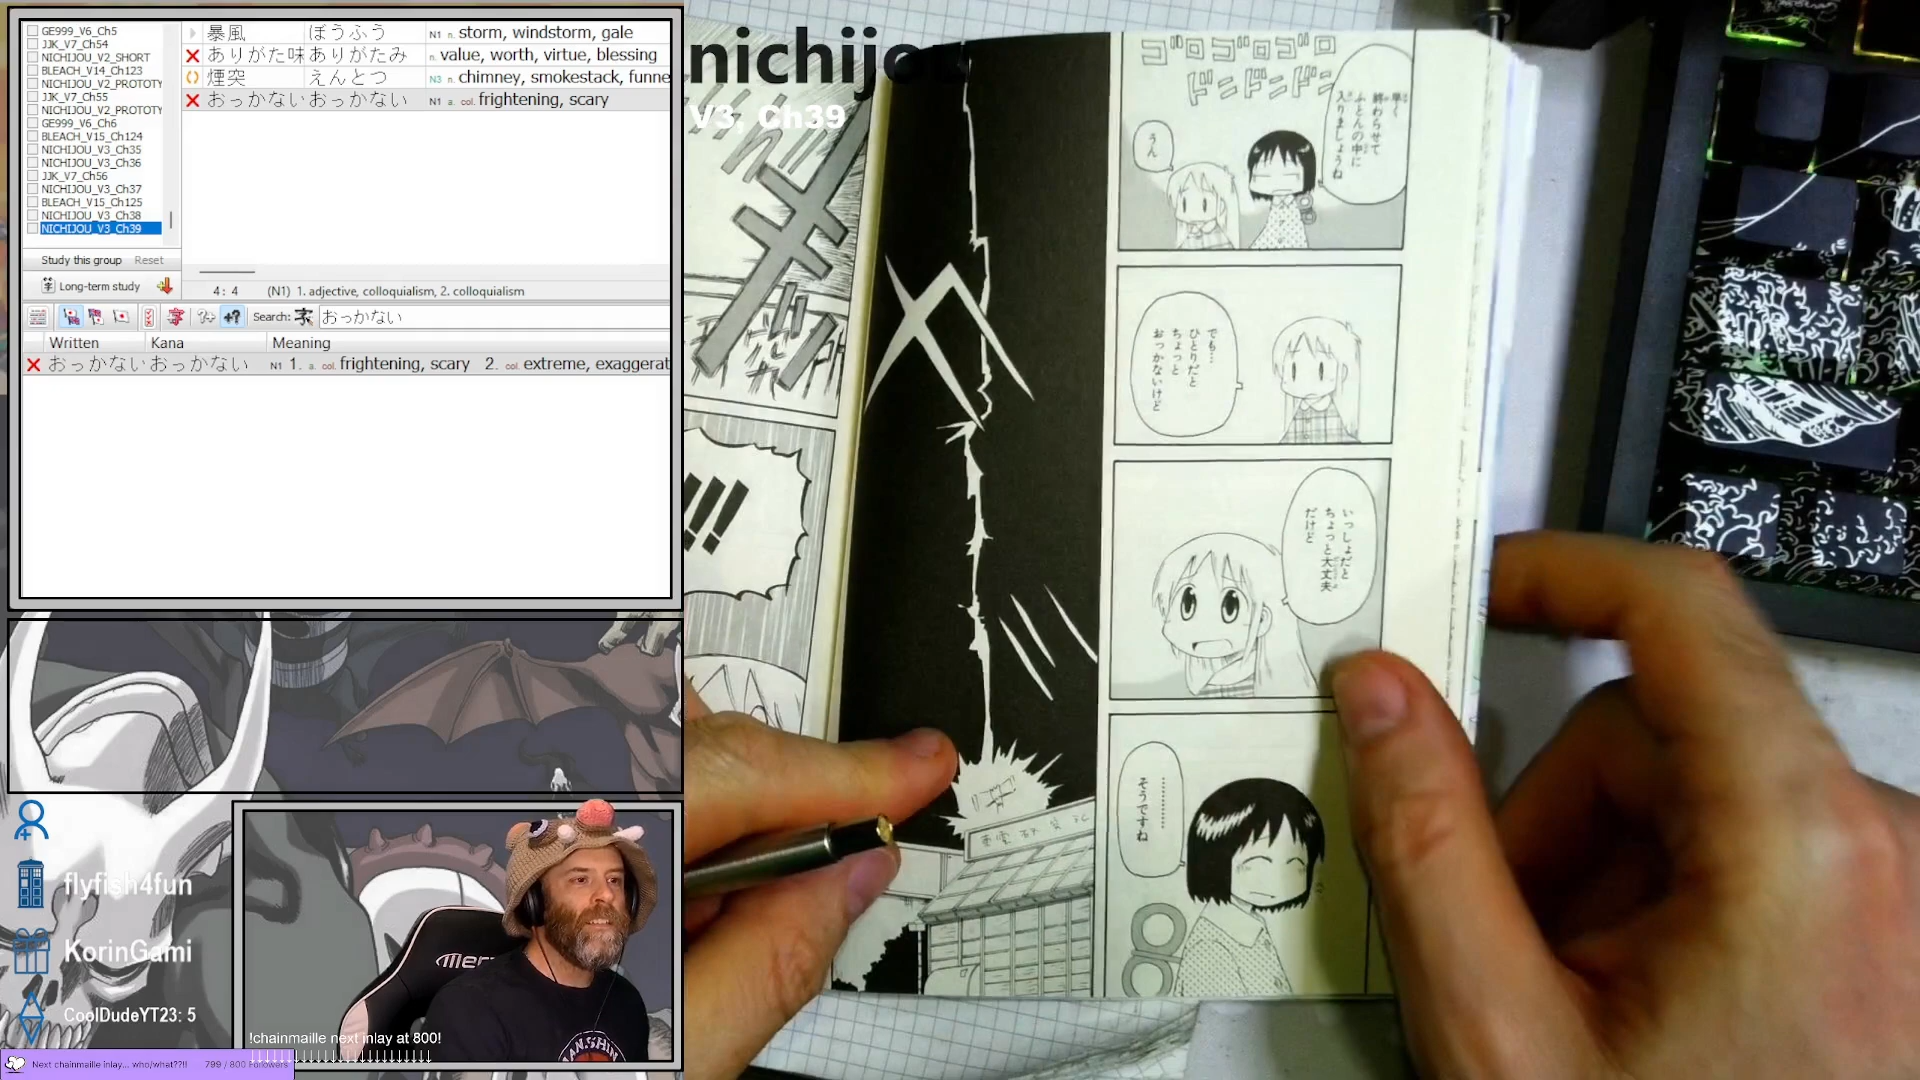 GE999_V6_Ch5
JJK_V7_Ch54
NICHIJOU_V2_SHORT
BLEACH_V14_Ch123
NICHIJOU_V2_PROTOTY
JJK_V7_Ch55
NICHIJOU_V2_PROTOTY
GE999_V6_Ch6
BLEACH_V15_Ch124
NICHIJOU_V3_Ch35
NICHIJOU_V3_Ch36
JJK_V7_Ch56
NICHIJOU_V3_Ch37
BLEACH_V15_Ch125
NICHIJOU_V3_Ch38
NICHIJOU_V3_Ch39
Study this group Reset
Long-term study
暴風 ぼうふう N1 n. storm, windstorm, gale
ありがた味 ありがたみ n. value, worth, virtue, blessing
煙突 えんとつ N3 n. chimney, smokestack, funne
おっかない おっかない N1 a. col. frightening, scary
4: 4 (N1) 1. adjective, colloquialism, 2. colloquialism
Search: おっかない
Written Kana Meaning
おっかない おっかない N1 1. a. col. frightening, scary 2. col. extreme, exaggerat
nichijou
V3, Ch39
ゴロゴロゴロ
ドンドンドン
早く
終わらせて
ふとんの中に
入りましょうね
うん
でも…
ひとりだと
ちょっと
おっかないけど
いっしょだと
ちょっと大丈夫
だけど
…………
そうですね
!!!
flyfish4fun
KorinGami
CoolDudeYT23: 5
!chainmaille next inlay at 800!
Next chainmaille inlay... who/what??!! 799 / 800 Followers